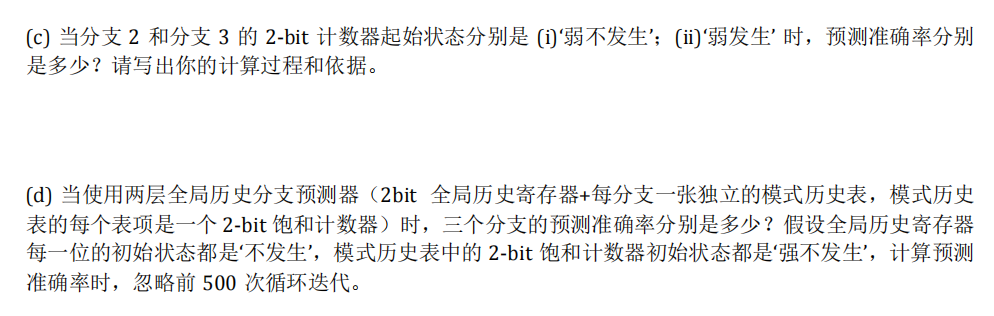 (c) 当分支 2 和分支 3 的 2-bit 计数器起始状态分别是 (i)‘弱不发生’；(ii)‘弱发生’ 时，预测准确率分别
是多少？请写出你的计算过程和依据。
(d) 当使用两层全局历史分支预测器（2bit 全局历史寄存器+每分支一张独立的模式历史表，模式历史
表的每个表项是一个 2-bit 饱和计数器）时，三个分支的预测准确率分别是多少？假设全局历史寄存器
每一位的初始状态都是‘不发生’，模式历史表中的 2-bit 饱和计数器初始状态都是‘强不发生’，计算预测
准确率时，忽略前 500 次循环迭代。